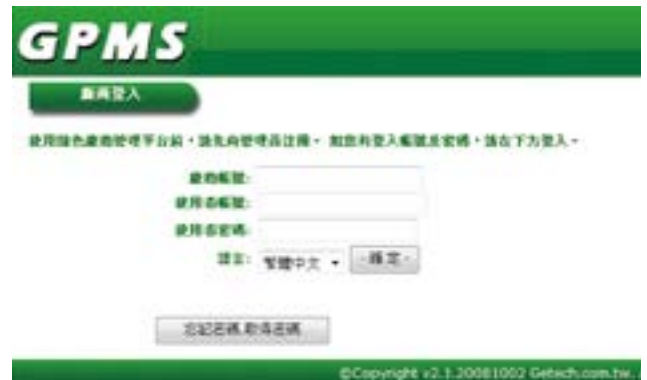 GPMS
廠商登入
使用綠色廠商管理平台前，請先向管理員註冊。 如您有登入帳號及密碼，請在下方登入。
廠商帳號:
使用者帳號:
使用者密碼:
語言: 繁體中文 -確定-
忘記密碼,取得密碼
©Copyright v2.1.20081002 Getech.com.tw.